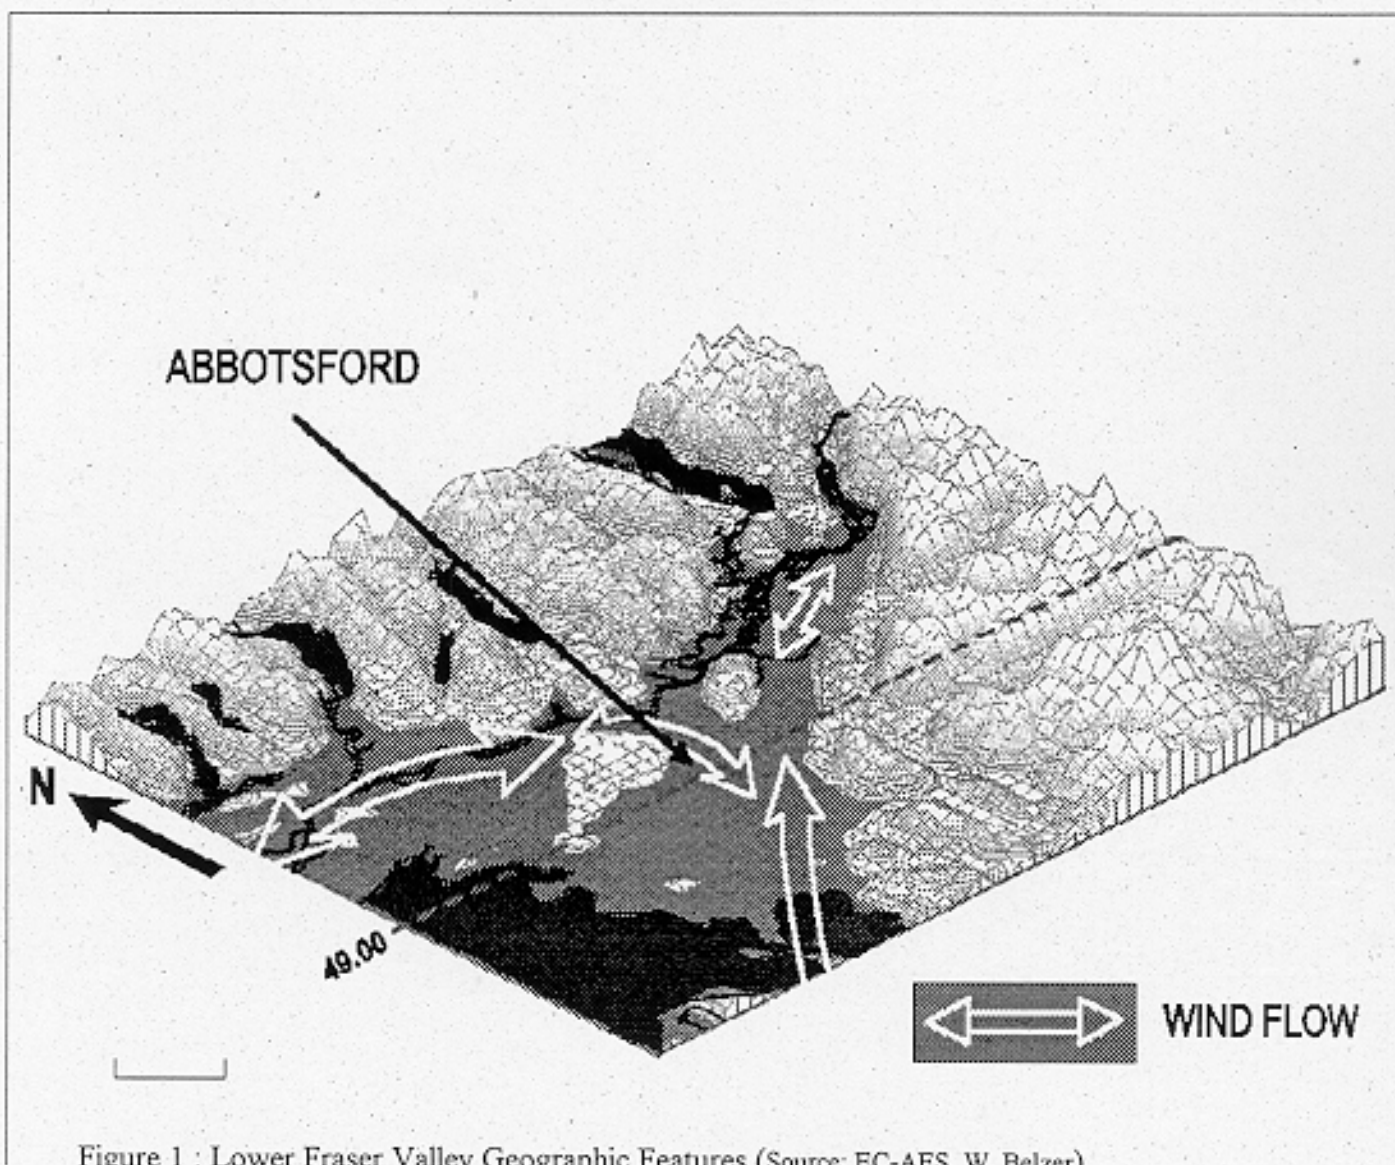 ABBOTSFORD
N
49.00
WIND FLOW
Figure 1 : Lower Fraser Valley Geographic Features (Source: EC-AES, W. Belzer)